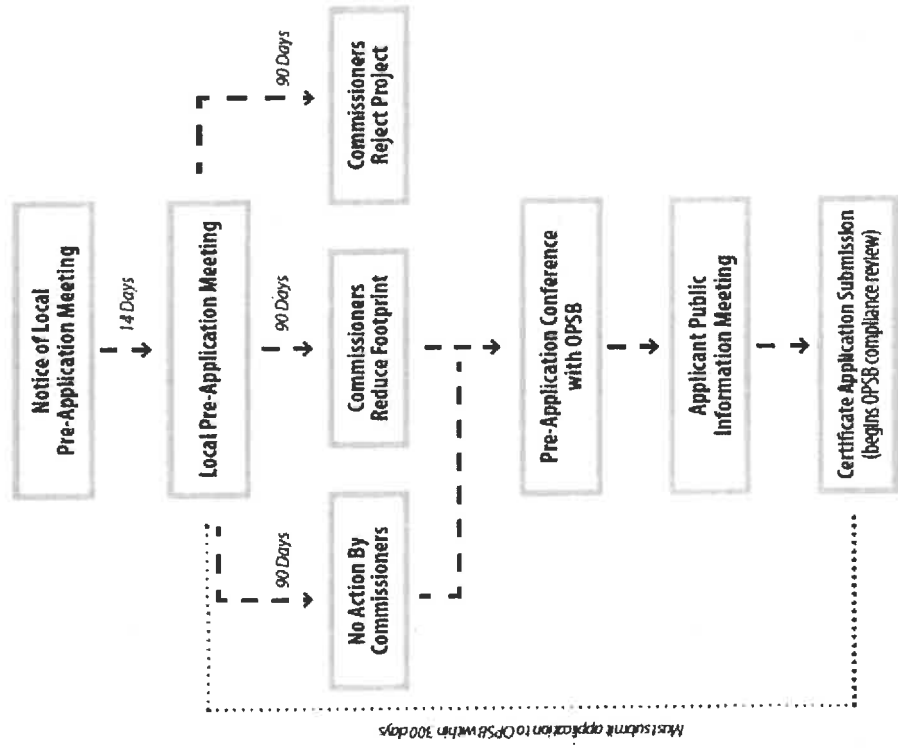 Notice of Local
Pre-Application Meeting
14 Days
Local Pre-Application Meeting
90 Days
90 Days
90 Days
No Action By
Commissioners
Commissioners
Reduce Footprint
Commissioners
Reject Project
Pre-Application Conference
with OPSB
Applicant Public
Information Meeting
Certificate Application Submission
(begins OPSB compliance review)
Must submit application to OPSB within 300 days